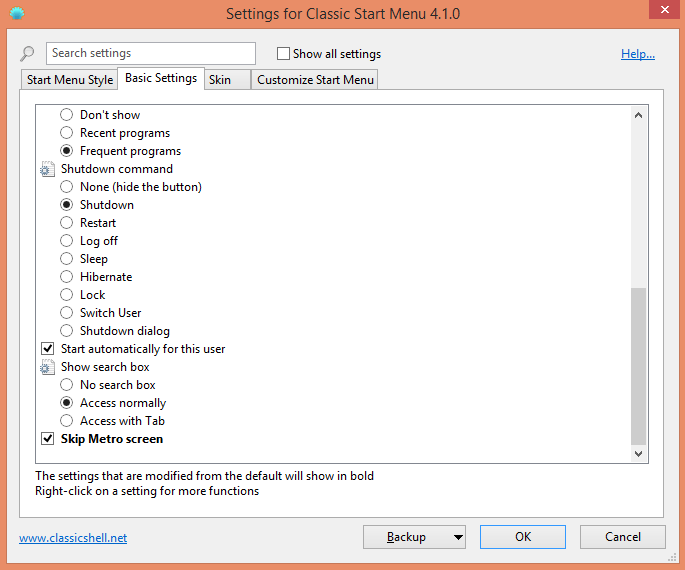 Settings for Classic Start Menu 4.1.0
Search settings
Show all settings
Help...
Start Menu Style
Basic Settings
Skin
Customize Start Menu
Don't show
Recent programs
Frequent programs
Shutdown command
None (hide the button)
Shutdown
Restart
Log off
Sleep
Hibernate
Lock
Switch User
Shutdown dialog
Start automatically for this user
Show search box
No search box
Access normally
Access with Tab
Skip Metro screen
The settings that are modified from the default will show in bold
Right-click on a setting for more functions
www.classicshell.net
Backup
OK
Cancel